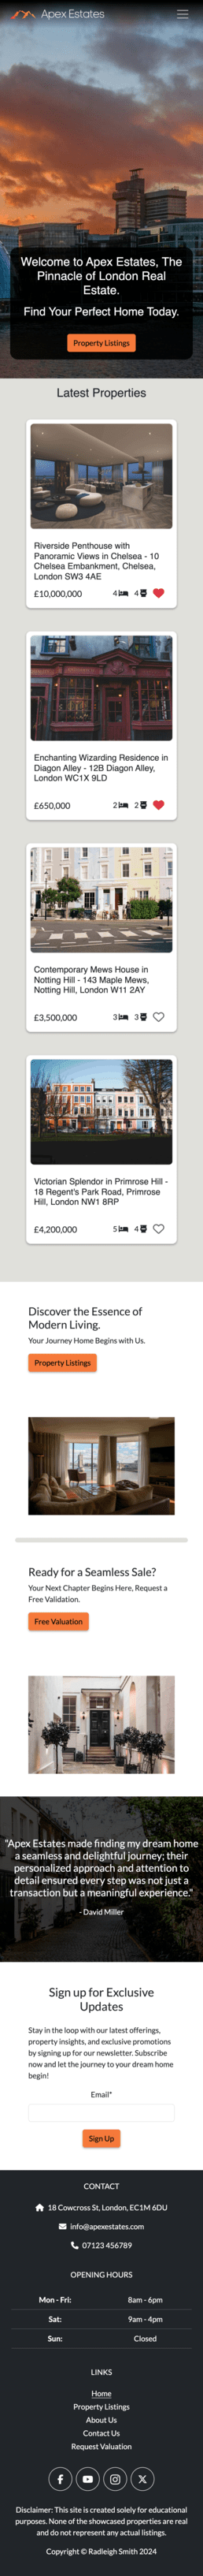 Apex Estates
Welcome to Apex Estates, The
Pinnacle of London Real
Estate.
Find Your Perfect Home Today.
Property Listings
Latest Properties
Riverside Penthouse with
Panoramic Views in Chelsea - 10
Chelsea Embankment, Chelsea,
London SW3 4AE
£10,000,000 4 4
Enchanting Wizarding Residence in
Diagon Alley - 12B Diagon Alley,
London WC1X 9LD
£650,000 2 2
Contemporary Mews House in
Notting Hill - 143 Maple Mews,
Notting Hill, London W11 2AY
£3,500,000 3 3
Victorian Splendor in Primrose Hill -
18 Regent's Park Road, Primrose
Hill, London NW1 8RP
£4,200,000 5 4
Discover the Essence of
Modern Living.
Your Journey Home Begins with Us.
Property Listings
Ready for a Seamless Sale?
Your Next Chapter Begins Here, Request a
Free Validation.
Free Valuation
"Apex Estates made finding my dream home
a seamless and delightful journey; their
personalized approach and attention to
detail ensured every step was not just a
transaction but a meaningful experience."
- David Miller
Sign up for Exclusive
Updates
Stay in the loop with our latest offerings,
property insights, and exclusive promotions
by signing up for our newsletter. Subscribe
now and let the journey to your dream home
begin!
Email*
Sign Up
CONTACT
18 Cowcross St, London, EC1M 6DU
info@apexestates.com
07123 456789
OPENING HOURS
Mon - Fri: 8am - 6pm
Sat: 9am - 4pm
Sun: Closed
LINKS
Home
Property Listings
About Us
Contact Us
Request Valuation
Disclaimer: This site is created solely for educational
purposes. None of the showcased properties are real
and do not represent any actual listings.
Copyright © Radleigh Smith 2024